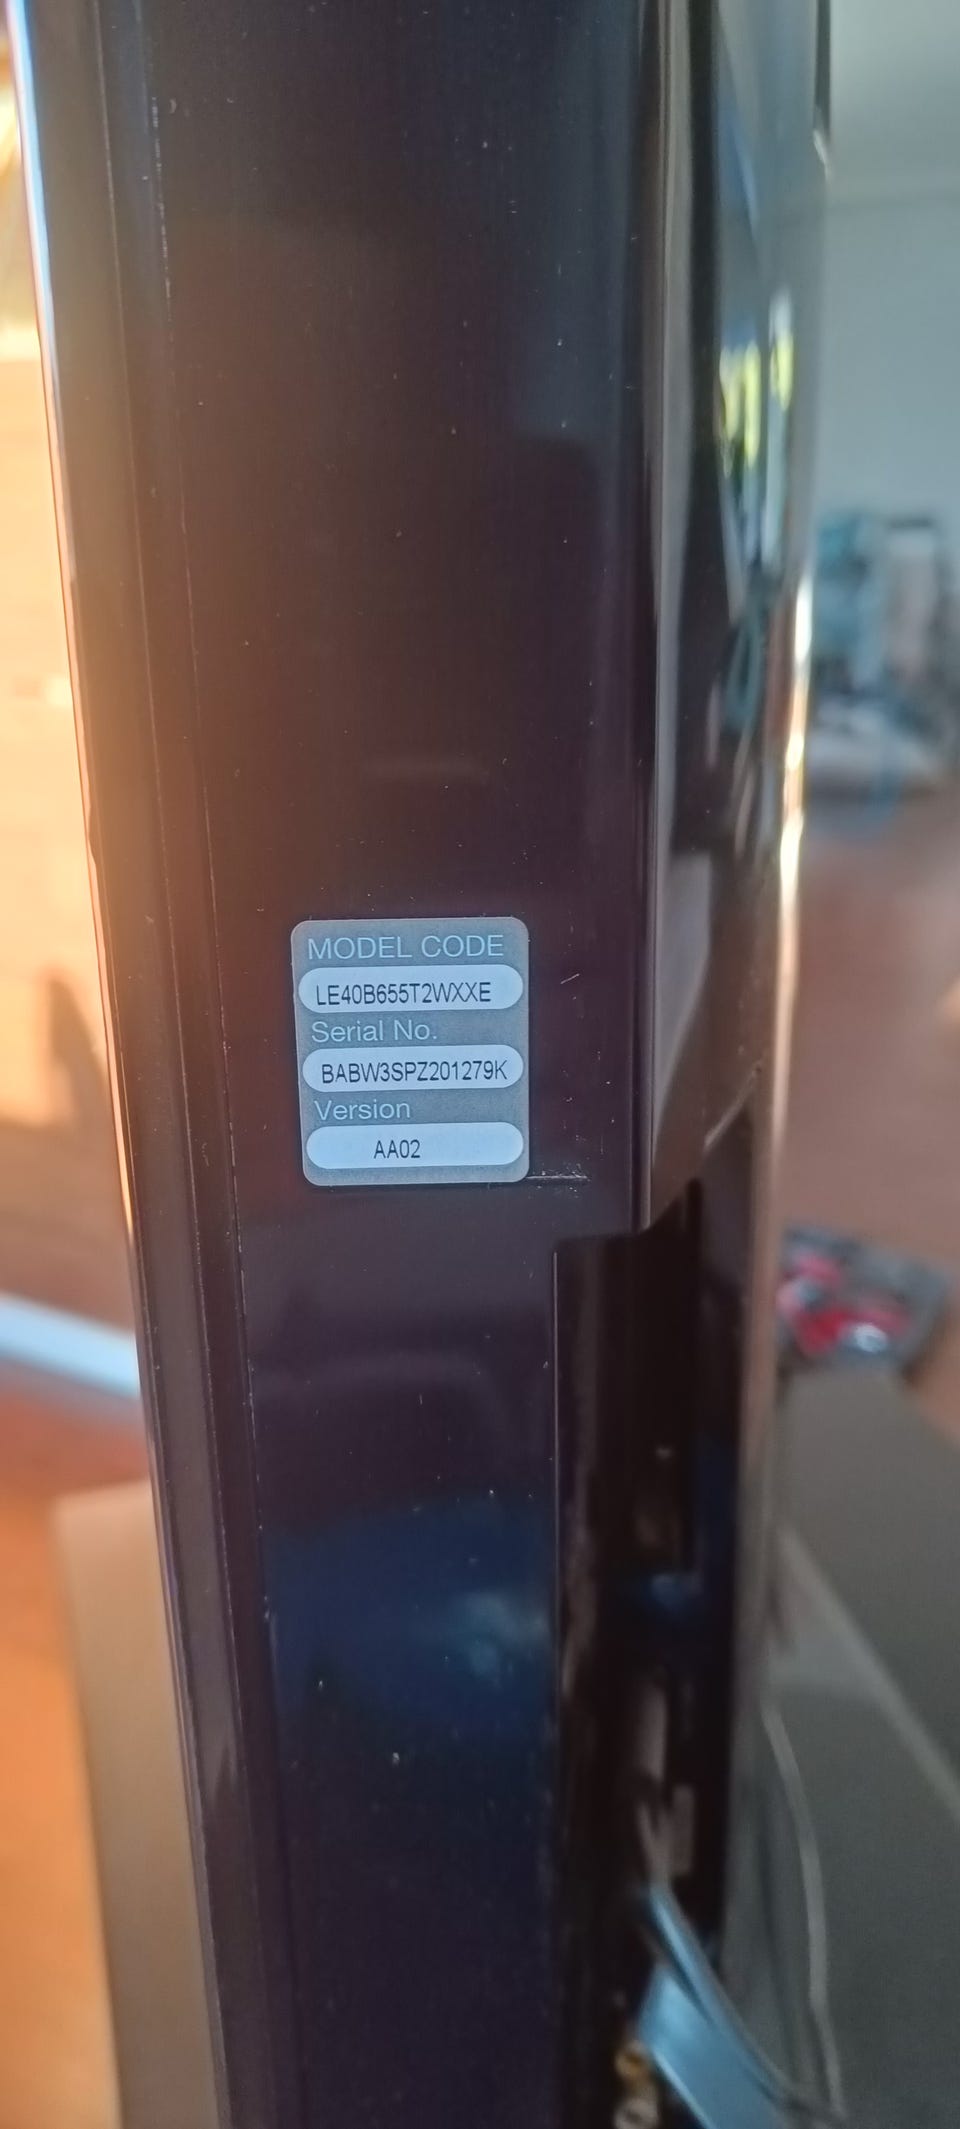 MODEL CODE
LE40B655T2WXXE
Serial No.
BABW3SPZ201279K
Version
AA02